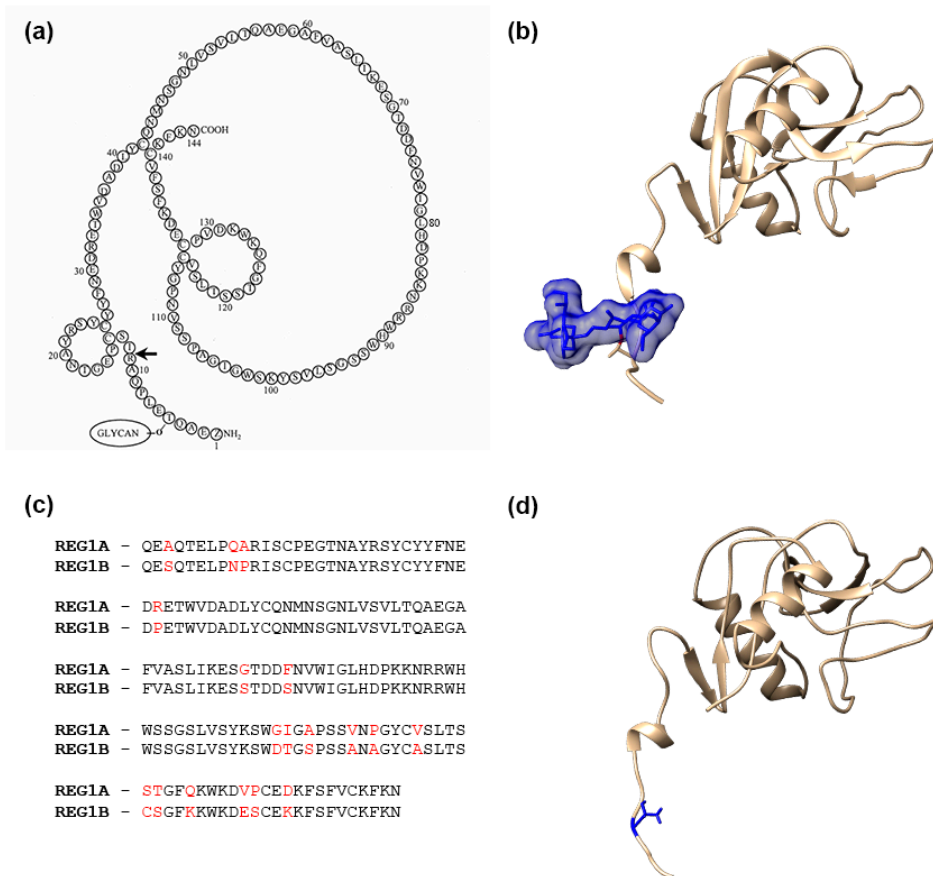 (a)
60
50
70
COOH
144
140
40
130
80
30
120
110
20
90
10
100
GLYCAN
O
NH2
1
(b)
(c)
REG1A – QEAQTELPQARISCPEGTNAYRSYCYYFNE
REG1B – QESQTELPNPRISCPEGTNAYRSYCYYFNE
REG1A – DRETWVDADLYCQNMNSGNLVSVLTQAEGA
REG1B – DPETWVDADLYCQNMNSGNLVSVLTQAEGA
REG1A – FVASLIKESGTDDFNVWIGLHDPKKNRRWH
REG1B – FVASLIKESSTDDSNVWIGLHDPKKNRRWH
REG1A – WSSGSLVSYKSWGIGAPSSVNPGYCVSLTS
REG1B – WSSGSLVSYKSWDTGSPSSANAGYCASLTS
REG1A – STGFQKWKDVPCEDKFSFVCKFKN
REG1B – CSGFKKWKDESCEKKFSFVCKFKN
(d)